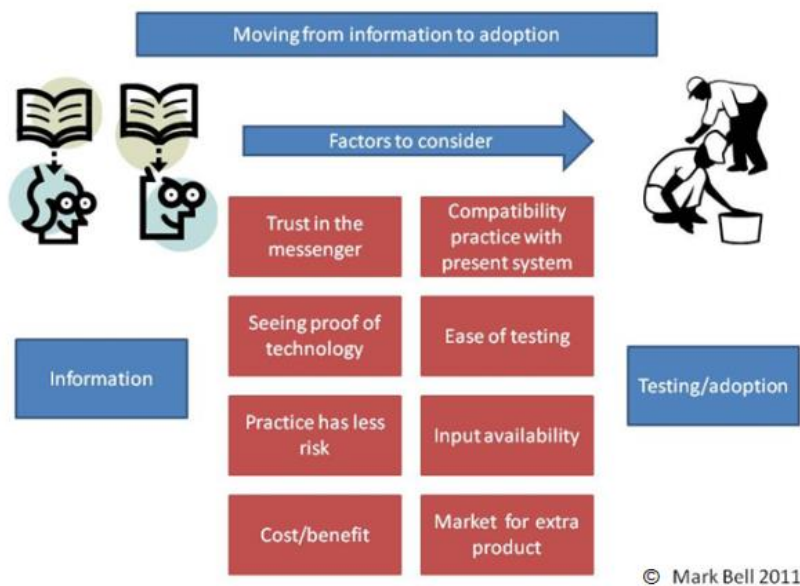 Moving from information to adoption
Factors to consider
Trust in the
messenger
Compatibility
practice with
present system
Seeing proof of
technology
Ease of testing
Information
Testing/adoption
Practice has less
risk
Input availability
Cost/benefit
Market for extra
product
© Mark Bell 2011